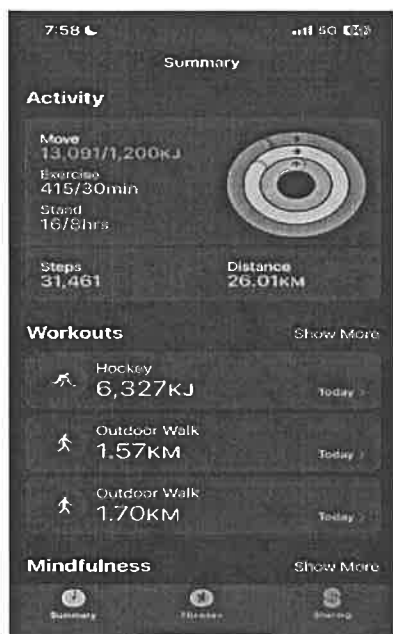 7:58
5G
Summary
Activity
Move
13,091/1,200KJ
Exercise
415/30min
Stand
16/8hrs
Steps
31,461
Distance
26.01KM
Workouts
Show More
Hockey
6,327KJ
Today
Outdoor Walk
1.57KM
Today
Outdoor Walk
1.70KM
Today
Mindfulness
Show More
Summary
Fitness+
Sharing